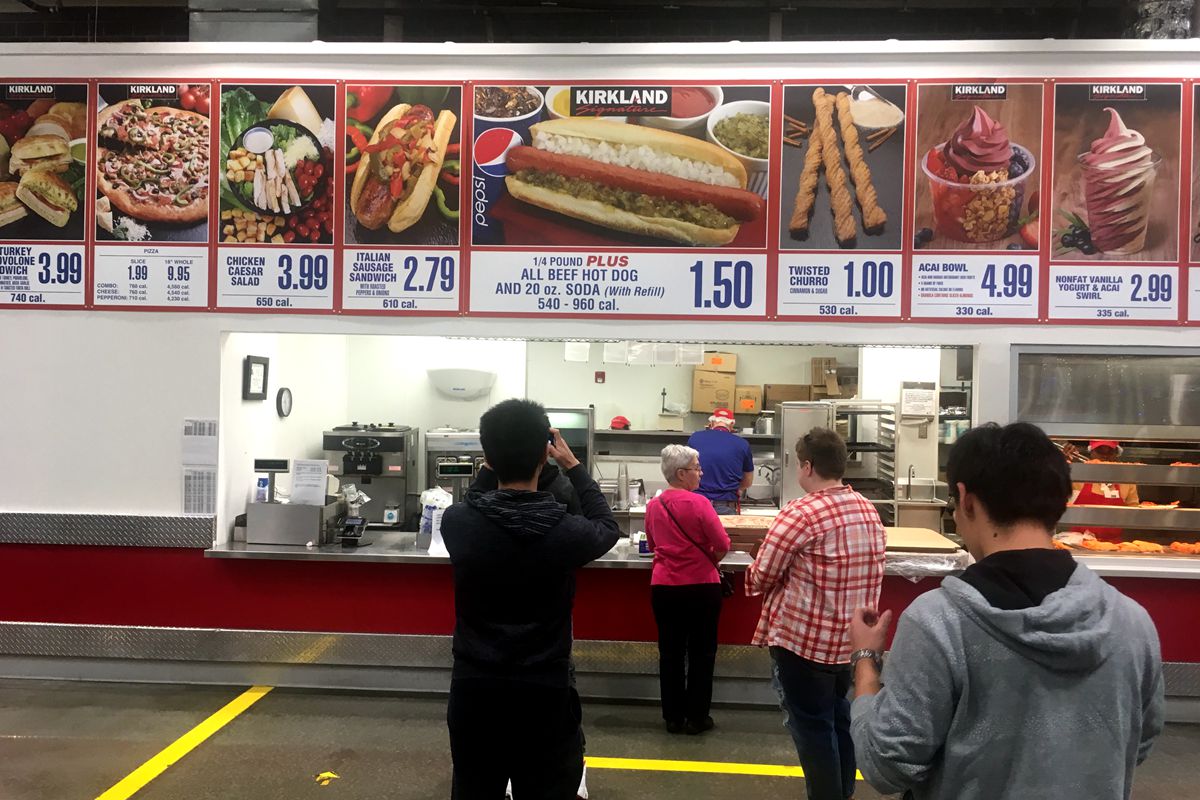 KIRKLAND
Signature
TURKEY
3.99
740 cal.
KIRKLAND
PIZZA
SLICE 18" WHOLE
1.99 9.95
COMBO: 760 cal. 4,550 cal.
CHEESE: 760 cal. 4,540 cal.
PEPPERONI: 710 cal. 4,230 cal.
CHICKEN
CAESAR
SALAD
3.99
650 cal.
ITALIAN
SAUSAGE
SANDWICH
WITH ROASTED
PEPPERS & ONIONS
2.79
610 cal.
KIRKLAND
Signature
pepsi
1/4 POUND PLUS
ALL BEEF HOT DOG
AND 20 oz. SODA (With Refill)
540 - 960 cal.
1.50
TWISTED
CHURRO
CINNAMON & SUGAR
1.00
530 cal.
KIRKLAND
Signature
ACAI BOWL
4.99
330 cal.
KIRKLAND
Signature
NONFAT VANILLA
YOGURT & ACAI
SWIRL
2.99
335 cal.